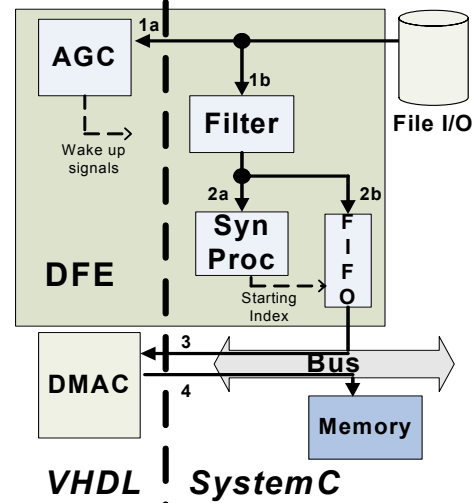 1a
AGC
1b
File I/O
Filter
Wake up
signals
2a
2b
Syn
Proc
F
I
F
O
DFE
Starting
Index
3
Bus
DMAC
4
Memory
VHDL
SystemC